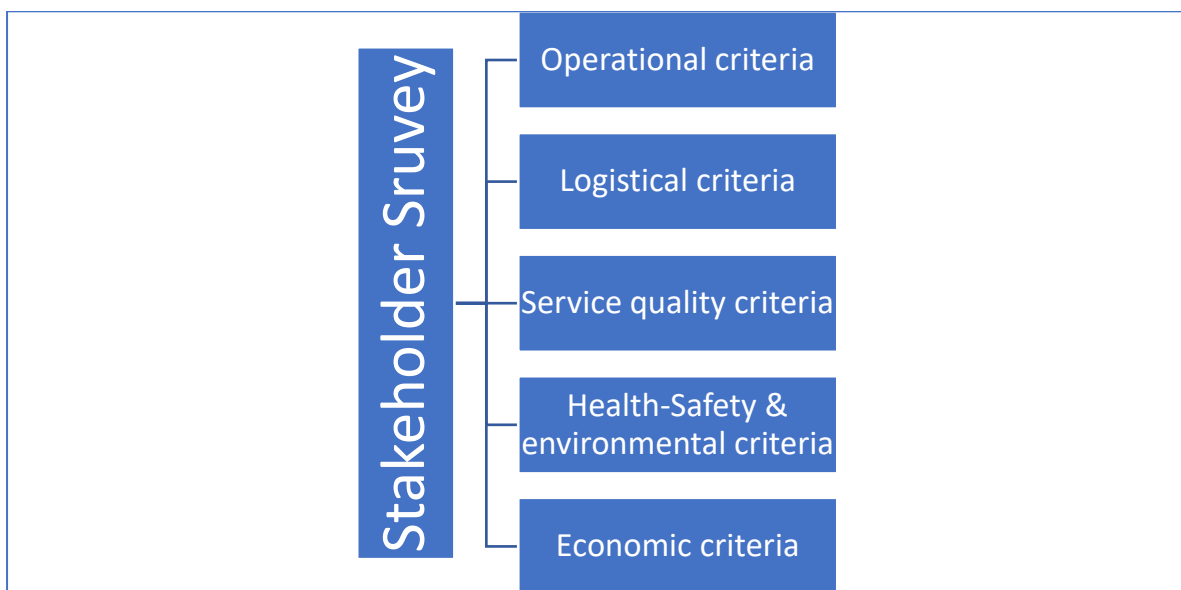 Stakeholder Sruvey
Operational criteria
Logistical criteria
Service quality criteria
Health-Safety &
environmental criteria
Economic criteria